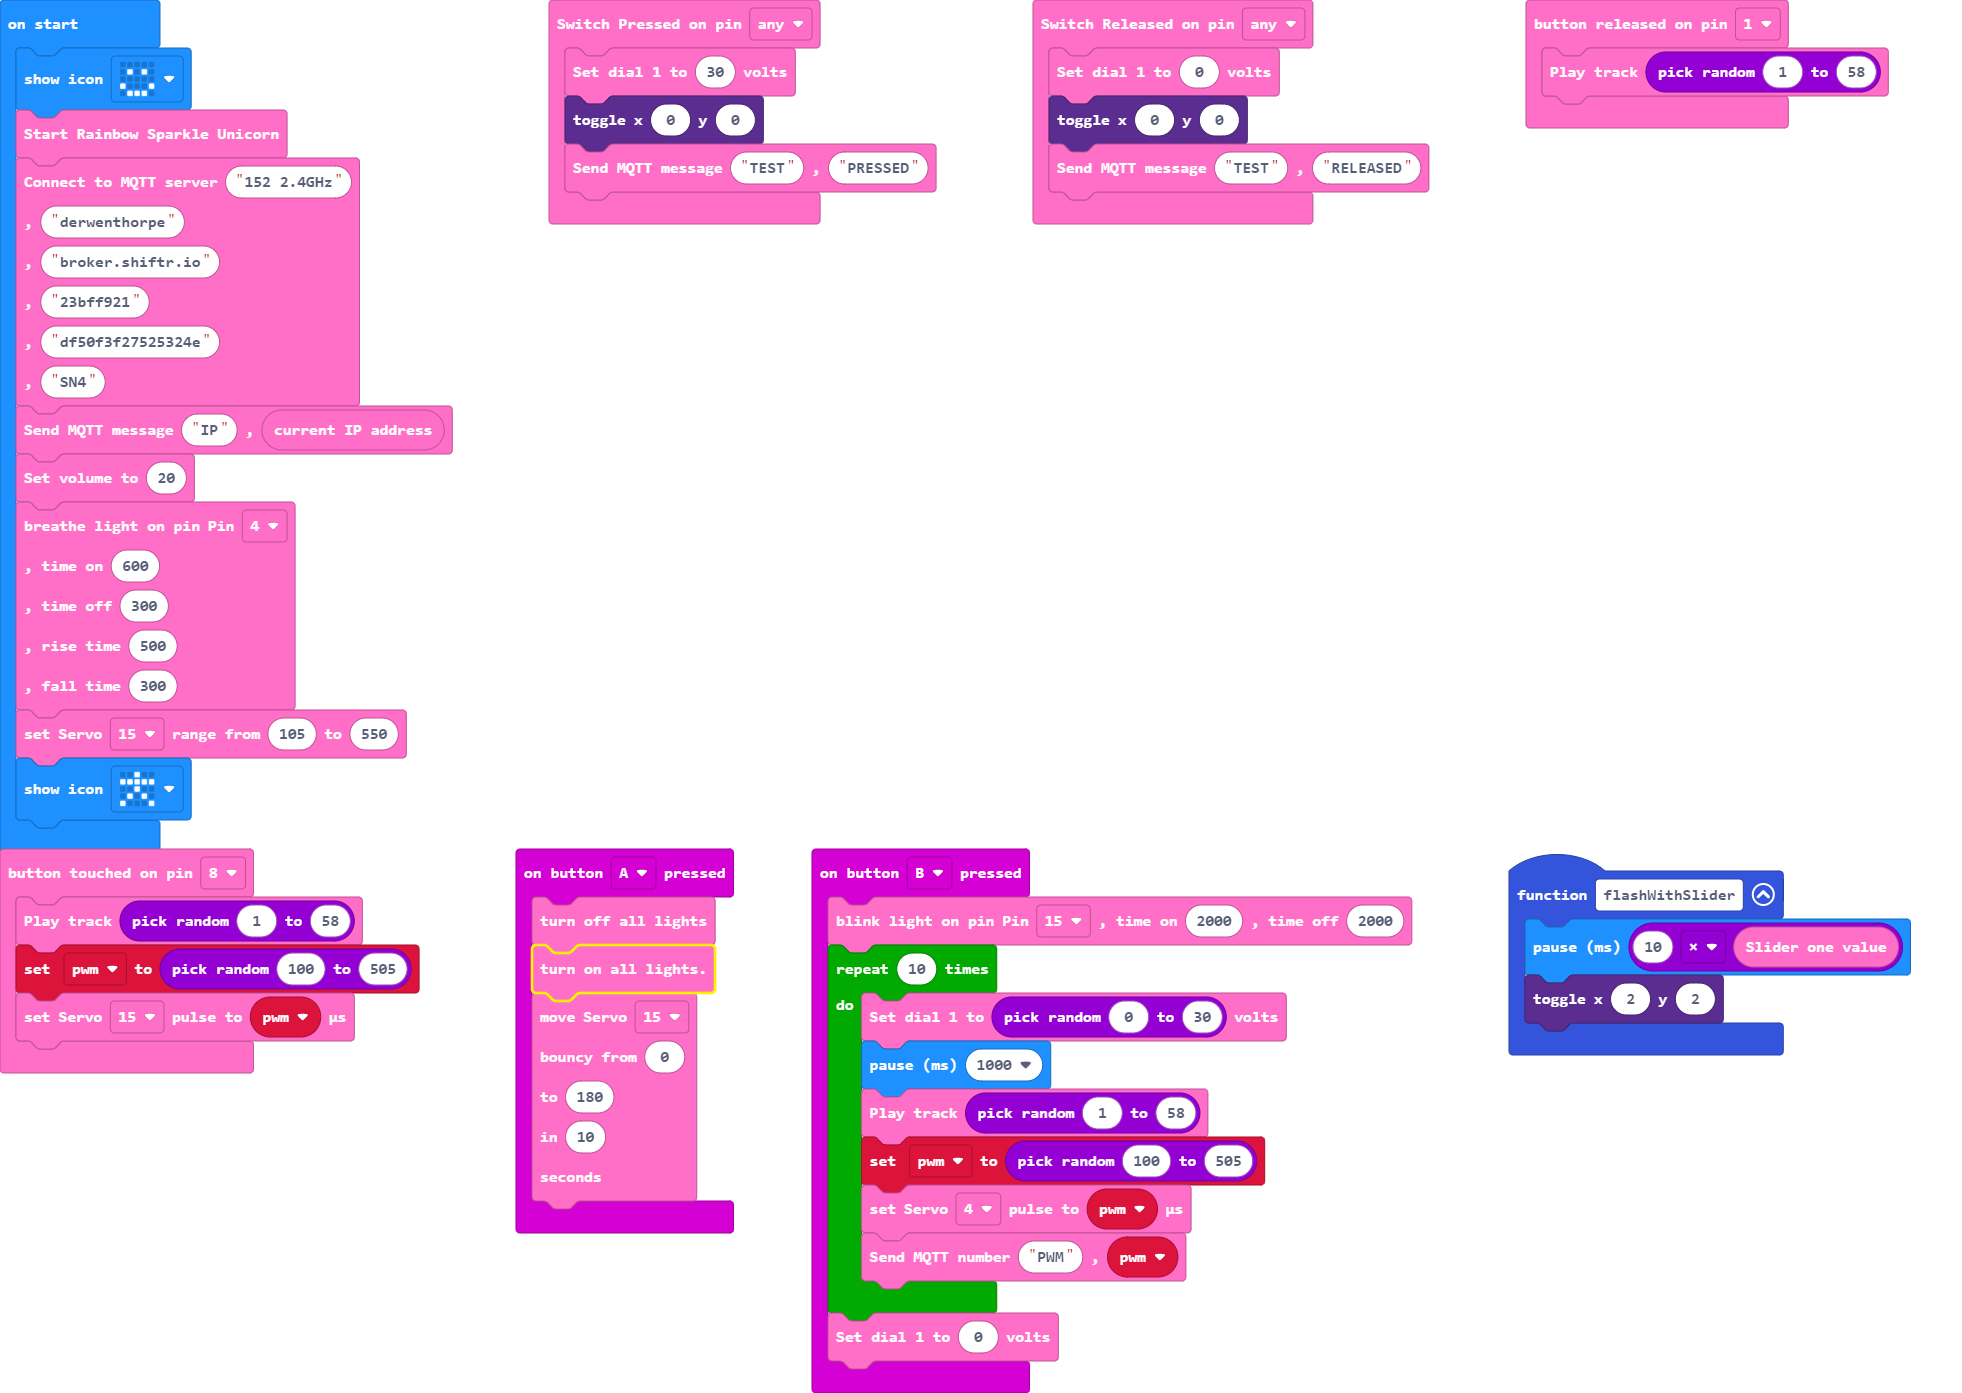 on start
show icon
Start Rainbow Sparkle Unicorn
Connect to MQTT server "152 2.4GHz"
, "derwenthorpe"
, "broker.shiftr.io"
, "23bff921"
, "df50f3f27525324e"
, "SN4"
Send MQTT message "IP" , current IP address
Set volume to 20
breathe light on pin Pin 4
, time on 600
, time off 300
, rise time 500
, fall time 300
set Servo 15 range from 105 to 550
show icon
Switch Pressed on pin any
Set dial 1 to 30 volts
toggle x 0 y 0
Send MQTT message "TEST" , "PRESSED"
Switch Released on pin any
Set dial 1 to 0 volts
toggle x 0 y 0
Send MQTT message "TEST" , "RELEASED"
button released on pin 1
Play track pick random 1 to 58
button touched on pin 8
Play track pick random 1 to 58
set pwm to pick random 100 to 505
set Servo 15 pulse to pwm µs
on button A pressed
turn off all lights
turn on all lights.
move Servo 15
bouncy from 0
to 180
in 10
seconds
on button B pressed
blink light on pin Pin 15 , time on 2000 , time off 2000
repeat 10 times
do
Set dial 1 to pick random 0 to 30 volts
pause (ms) 1000
Play track pick random 1 to 58
set pwm to pick random 100 to 505
set Servo 4 pulse to pwm µs
Send MQTT number "PWM" , pwm
Set dial 1 to 0 volts
function flashWithSlider
pause (ms) 10 × Slider one value
toggle x 2 y 2